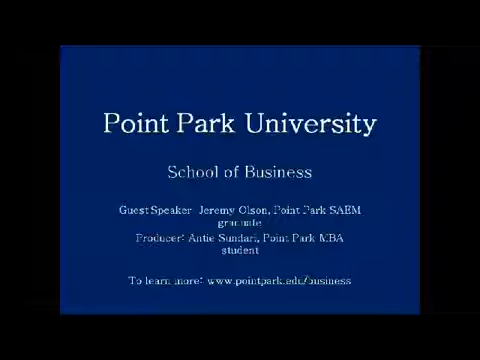 Point Park University
School of Business
Guest Speaker: Jeremy Olson, Point Park SAEM
graduate
Producer: Antie Sundari, Point Park MBA
student
To learn more: www.pointpark.edu/business